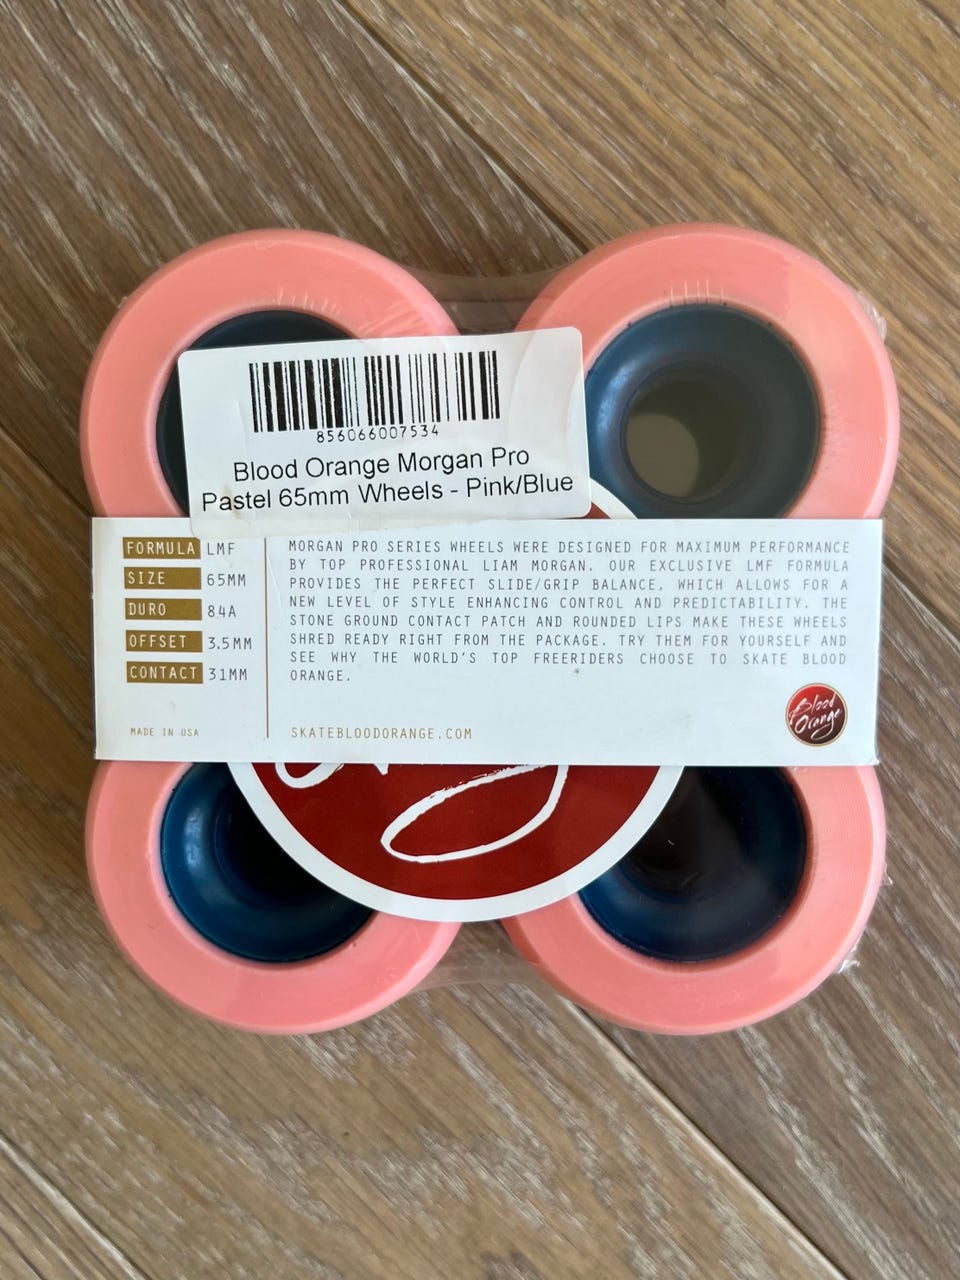 856066007534
Blood Orange Morgan Pro
Pastel 65mm Wheels - Pink/Blue
FORMULA LMF
SIZE 65MM
DURO 84A
OFFSET 3.5MM
CONTACT 31MM
MADE IN USA
MORGAN PRO SERIES WHEELS WERE DESIGNED FOR MAXIMUM PERFORMANCE
BY TOP PROFESSIONAL LIAM MORGAN. OUR EXCLUSIVE LMF FORMULA
PROVIDES THE PERFECT SLIDE/GRIP BALANCE, WHICH ALLOWS FOR A
NEW LEVEL OF STYLE ENHANCING CONTROL AND PREDICTABILITY. THE
STONE GROUND CONTACT PATCH AND ROUNDED LIPS MAKE THESE WHEELS
SHRED READY RIGHT FROM THE PACKAGE. TRY THEM FOR YOURSELF AND
SEE WHY THE WORLD'S TOP FREERIDERS CHOOSE TO SKATE BLOOD
ORANGE.
SKATEBLOODORANGE.COM
Blood
Orange